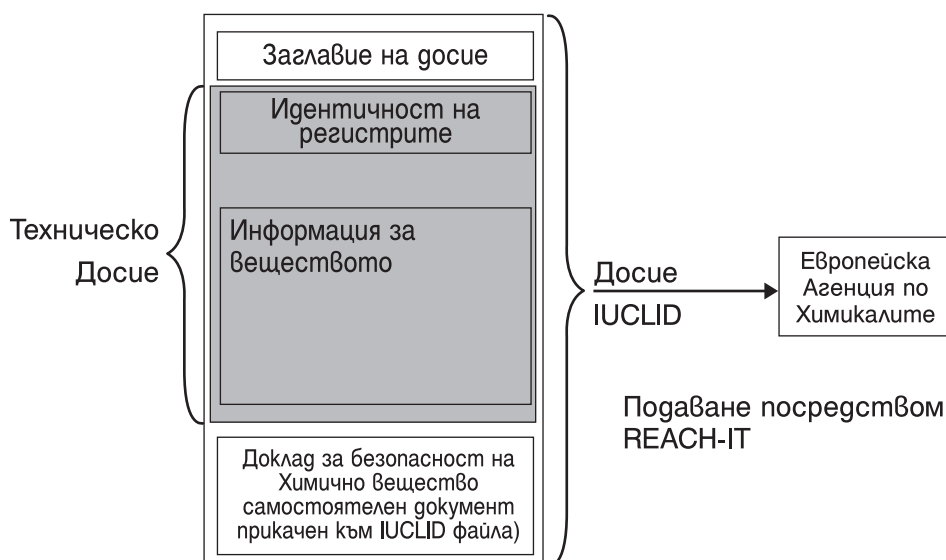 Заглавие на досие
Идентичност на
регистрите
Информация за
веществото
Техническо
Досие
Доклад за безопасност на
Химично вещество
самостоятелен документ
прикачен към IUCLID файла)
Досие
IUCLID
Европейска
Агенция по
Химикалите
Подаване посредством
REACH-IT